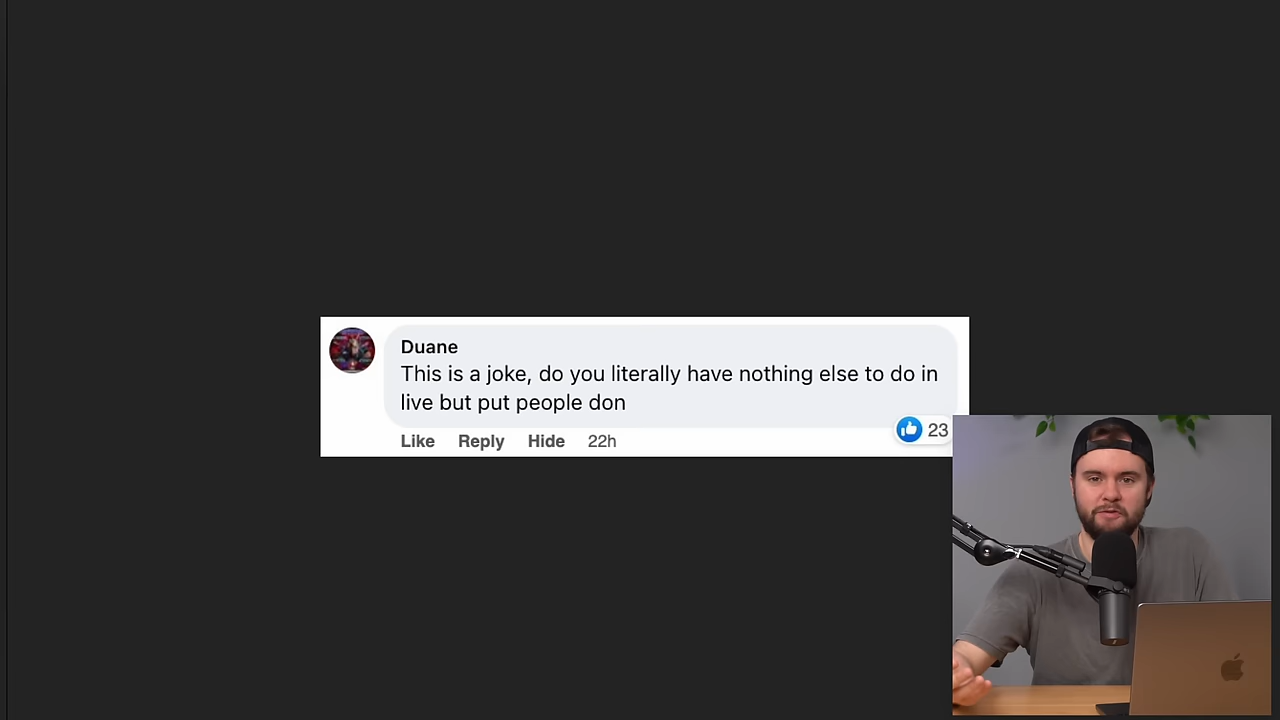 Duane
This is a joke, do you literally have nothing else to do in
live but put people don
Like Reply Hide 22h
23